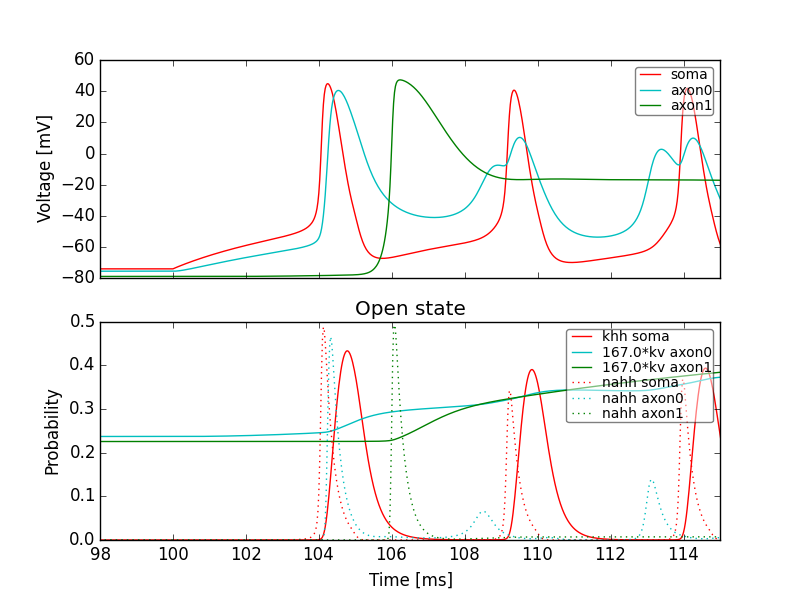 60
40
20
0
−20
−40
−60
−80
Voltage [mV]
soma
axon0
axon1
Open state
0.5
0.4
0.3
0.2
0.1
0.0
Probability
khh soma
167.0*kv axon0
167.0*kv axon1
nahh soma
nahh axon0
nahh axon1
98 100 102 104 106 108 110 112 114
Time [ms]